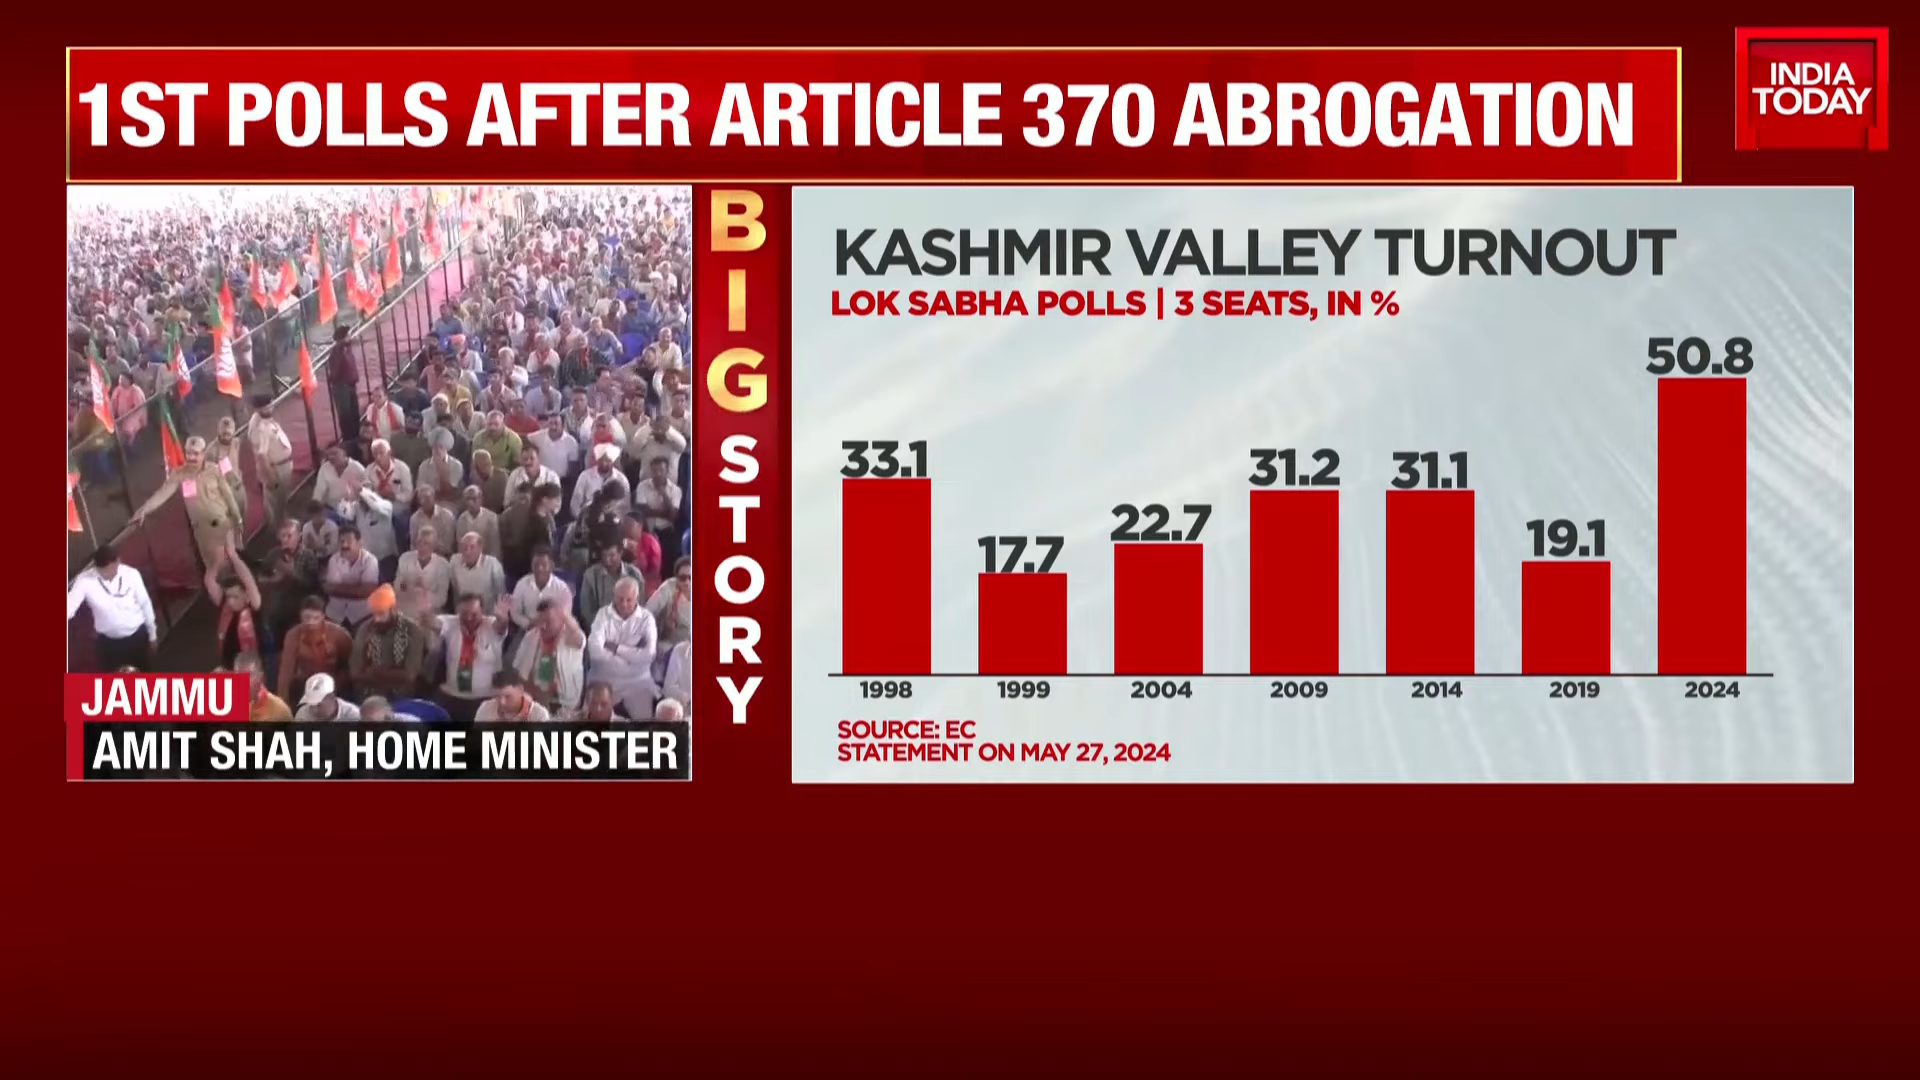 1ST POLLS AFTER ARTICLE 370 ABROGATION
INDIA
TODAY
BIG STORY
JAMMU
AMIT SHAH, HOME MINISTER
KASHMIR VALLEY TURNOUT
LOK SABHA POLLS | 3 SEATS, IN %
33.1
17.7
22.7
31.2
31.1
19.1
50.8
1998 1999 2004 2009 2014 2019 2024
SOURCE: EC
STATEMENT ON MAY 27, 2024